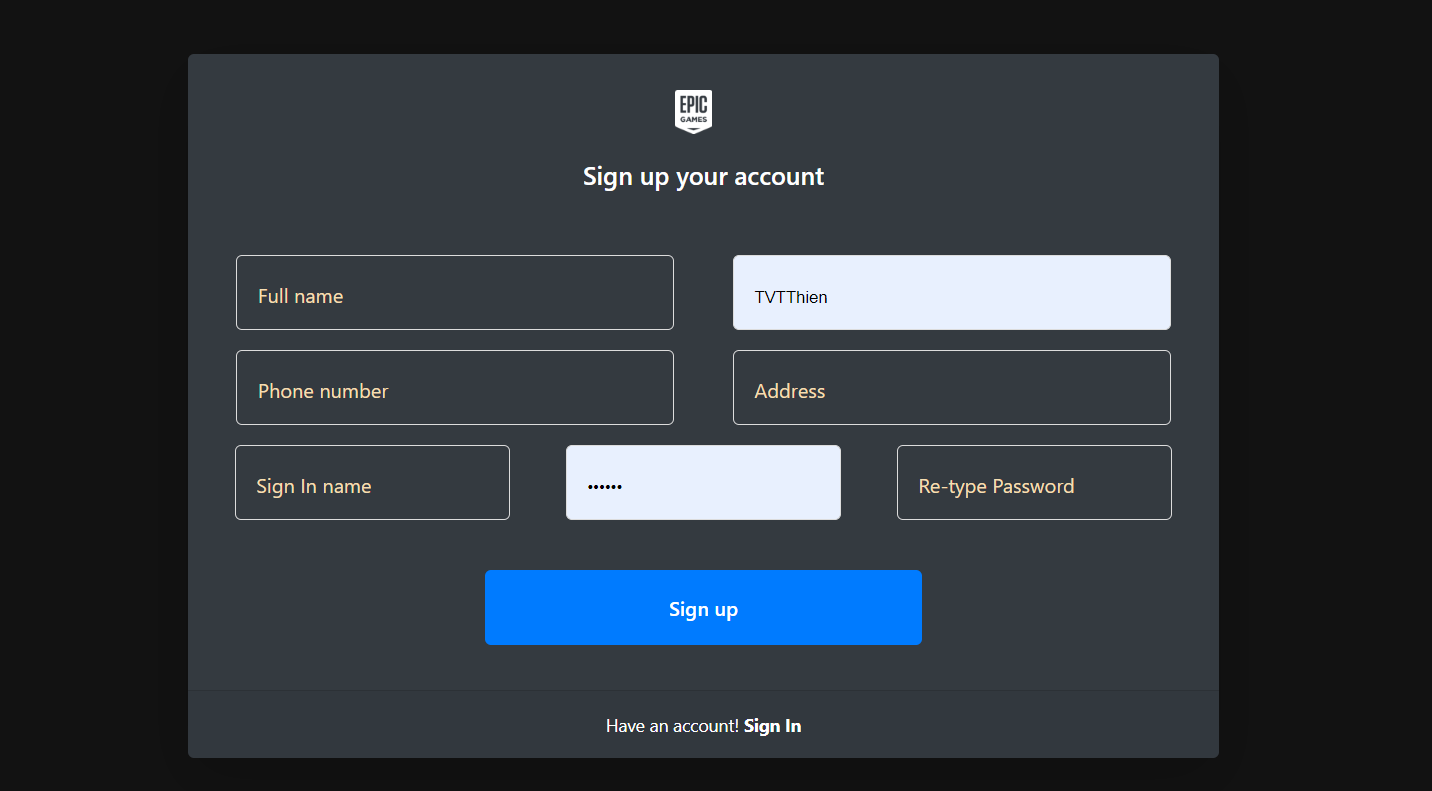 EPIC
GAMES
Sign up your account
Full name
TVTThien
Phone number
Address
Sign In name
••••••
Re-type Password
Sign up
Have an account! Sign In